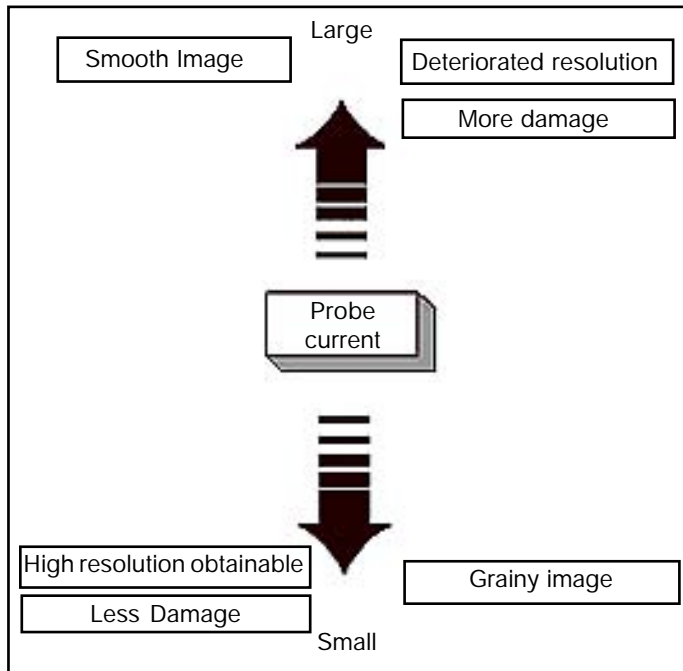 Large
Smooth Image
Deteriorated resolution
More damage
Probe
current
High resolution obtainable
Less Damage
Grainy image
Small